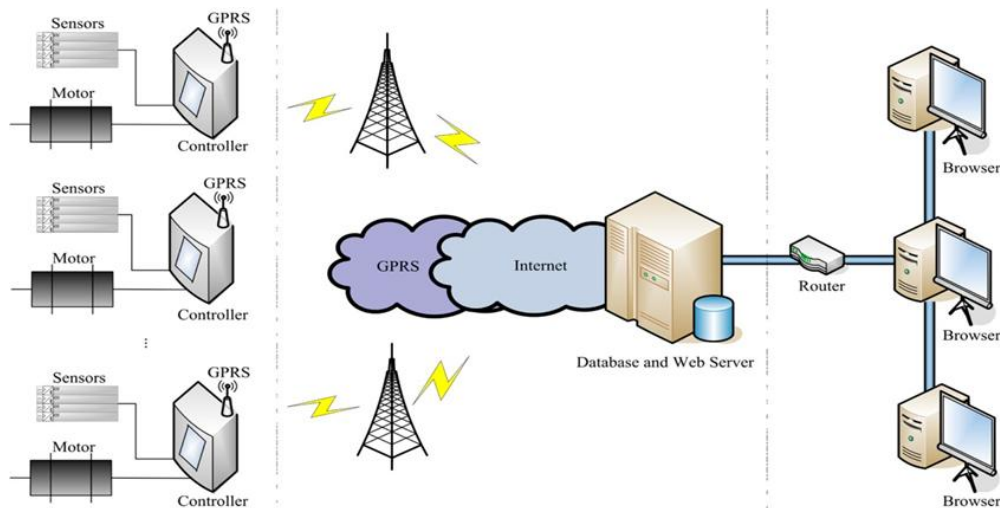 Sensors
GPRS
Motor
Controller
Sensors
GPRS
Motor
Controller
⋮
Sensors
GPRS
Motor
Controller
GPRS
Internet
Database and Web Server
Router
Browser
Browser
Browser